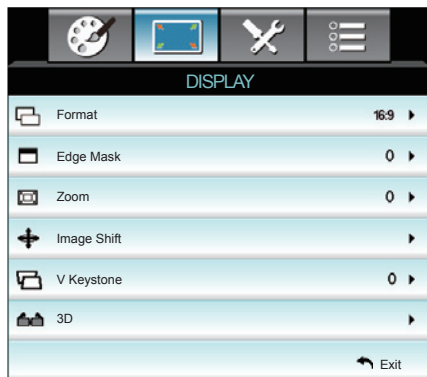 DISPLAY
Format 16:9
Edge Mask 0
Zoom 0
Image Shift
V Keystone 0
3D
Exit